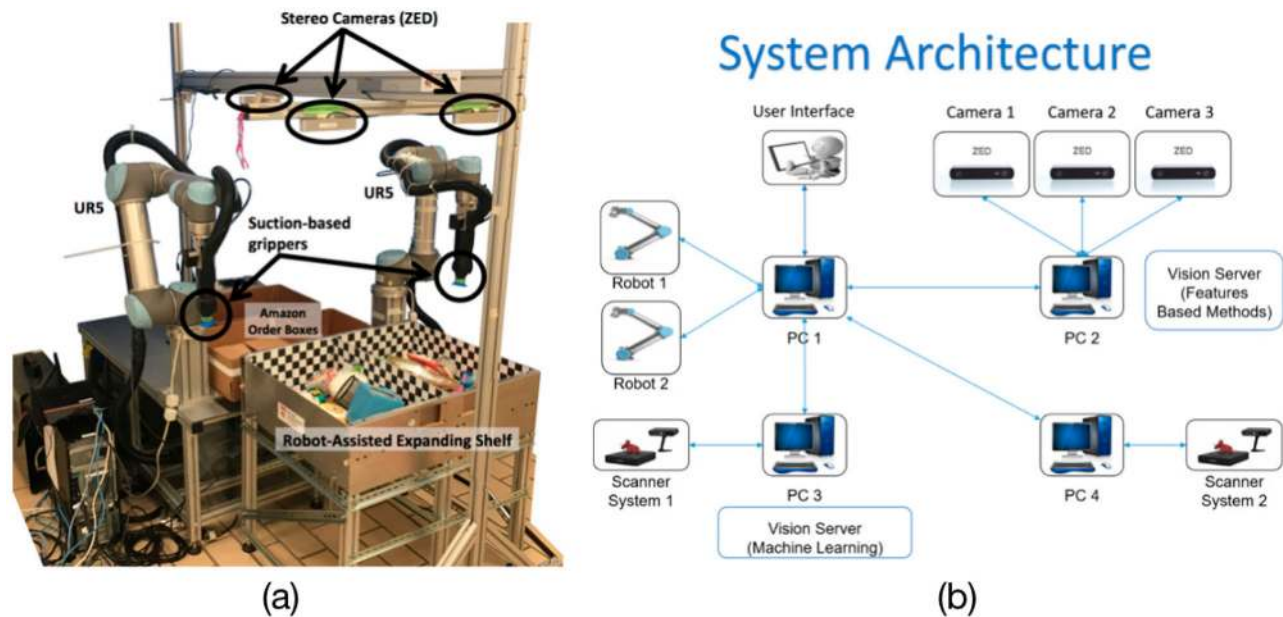 Stereo Cameras (ZED)
UR5
UR5
Suction-based
grippers
Amazon
Order Boxes
Robot-Assisted Expanding Shelf
(a)
System Architecture
User Interface
Camera 1
Camera 2
Camera 3
ZED
ZED
ZED
Robot 1
Robot 2
PC 1
PC 2
Vision Server
(Features
Based Methods)
Scanner
System 1
PC 3
PC 4
Scanner
System 2
Vision Server
(Machine Learning)
(b)